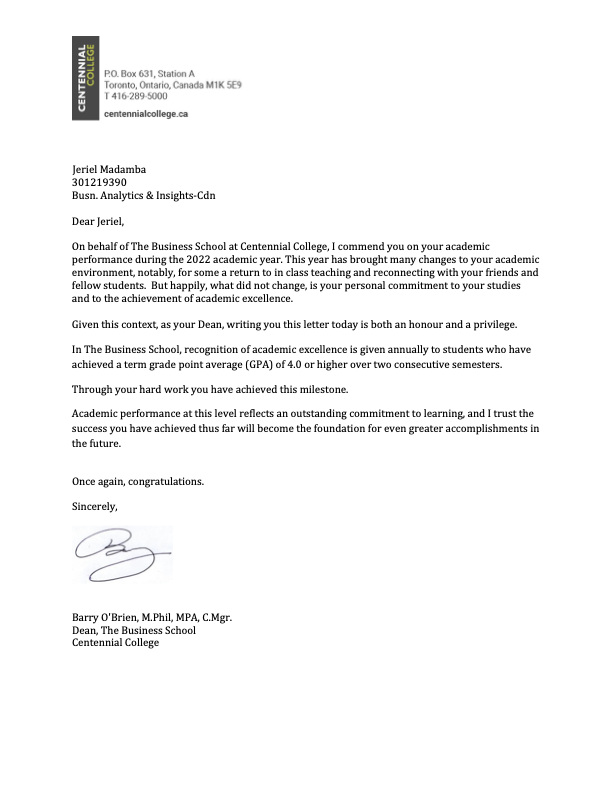 CENTENNIAL
COLLEGE
P.O. Box 631, Station A
Toronto, Ontario, Canada M1K 5E9
T 416-289-5000
centennialcollege.ca
Jeriel Madamba
301219390
Busn. Analytics & Insights-Cdn
Dear Jeriel,
On behalf of The Business School at Centennial College, I commend you on your academic
performance during the 2022 academic year. This year has brought many changes to your academic
environment, notably, for some a return to in class teaching and reconnecting with your friends and
fellow students.  But happily, what did not change, is your personal commitment to your studies
and to the achievement of academic excellence.
Given this context, as your Dean, writing you this letter today is both an honour and a privilege.
In The Business School, recognition of academic excellence is given annually to students who have
achieved a term grade point average (GPA) of 4.0 or higher over two consecutive semesters.
Through your hard work you have achieved this milestone.
Academic performance at this level reflects an outstanding commitment to learning, and I trust the
success you have achieved thus far will become the foundation for even greater accomplishments in
the future.
Once again, congratulations.
Sincerely,
Barry O'Brien, M.Phil, MPA, C.Mgr.
Dean, The Business School
Centennial College